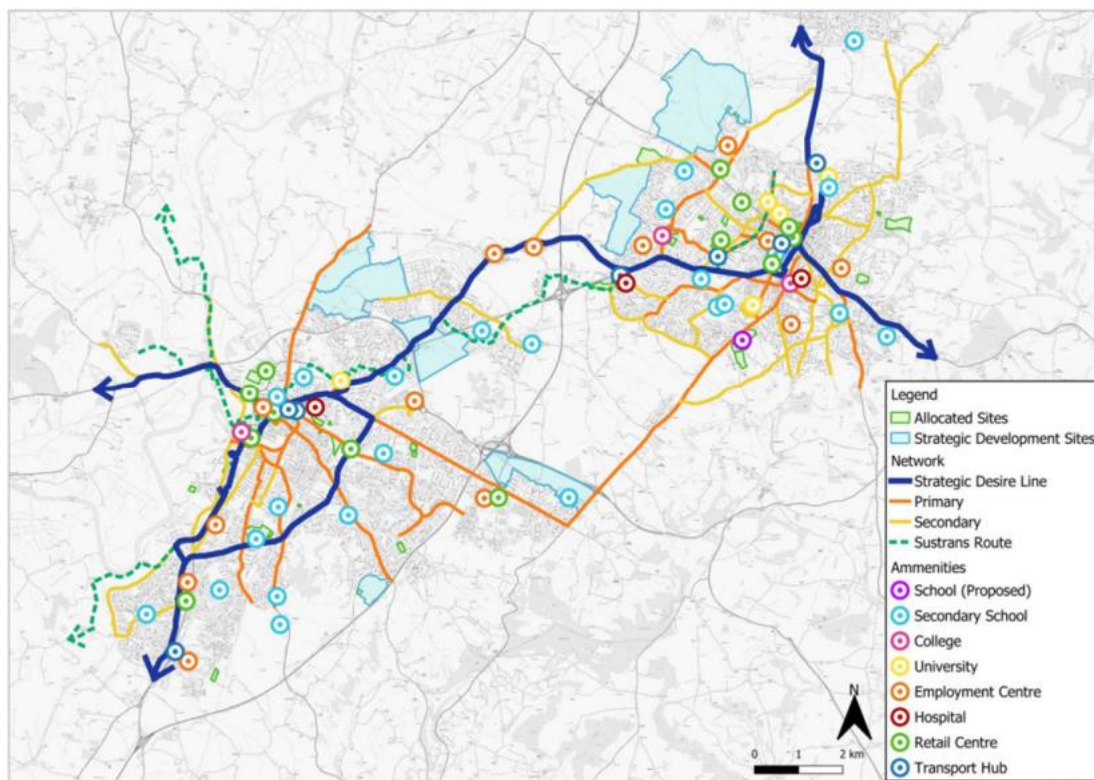 Legend
Allocated Sites
Strategic Development Sites
Network
Strategic Desire Line
Primary
Secondary
Sustrans Route
Ammenities
School (Proposed)
Secondary School
College
University
Employment Centre
Hospital
Retail Centre
Transport Hub
N
0 1 2 km